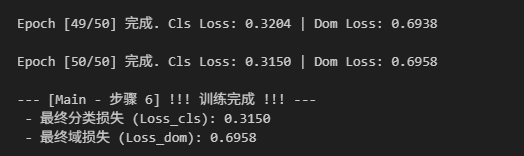 Epoch [49/50] 完成. Cls Loss: 0.3204 | Dom Loss: 0.6938
Epoch [50/50] 完成. Cls Loss: 0.3150 | Dom Loss: 0.6958
--- [Main - 步骤 6] !!! 训练完成 !!! ---
- 最终分类损失 (Loss_cls): 0.3150
- 最终域损失 (Loss_dom): 0.6958